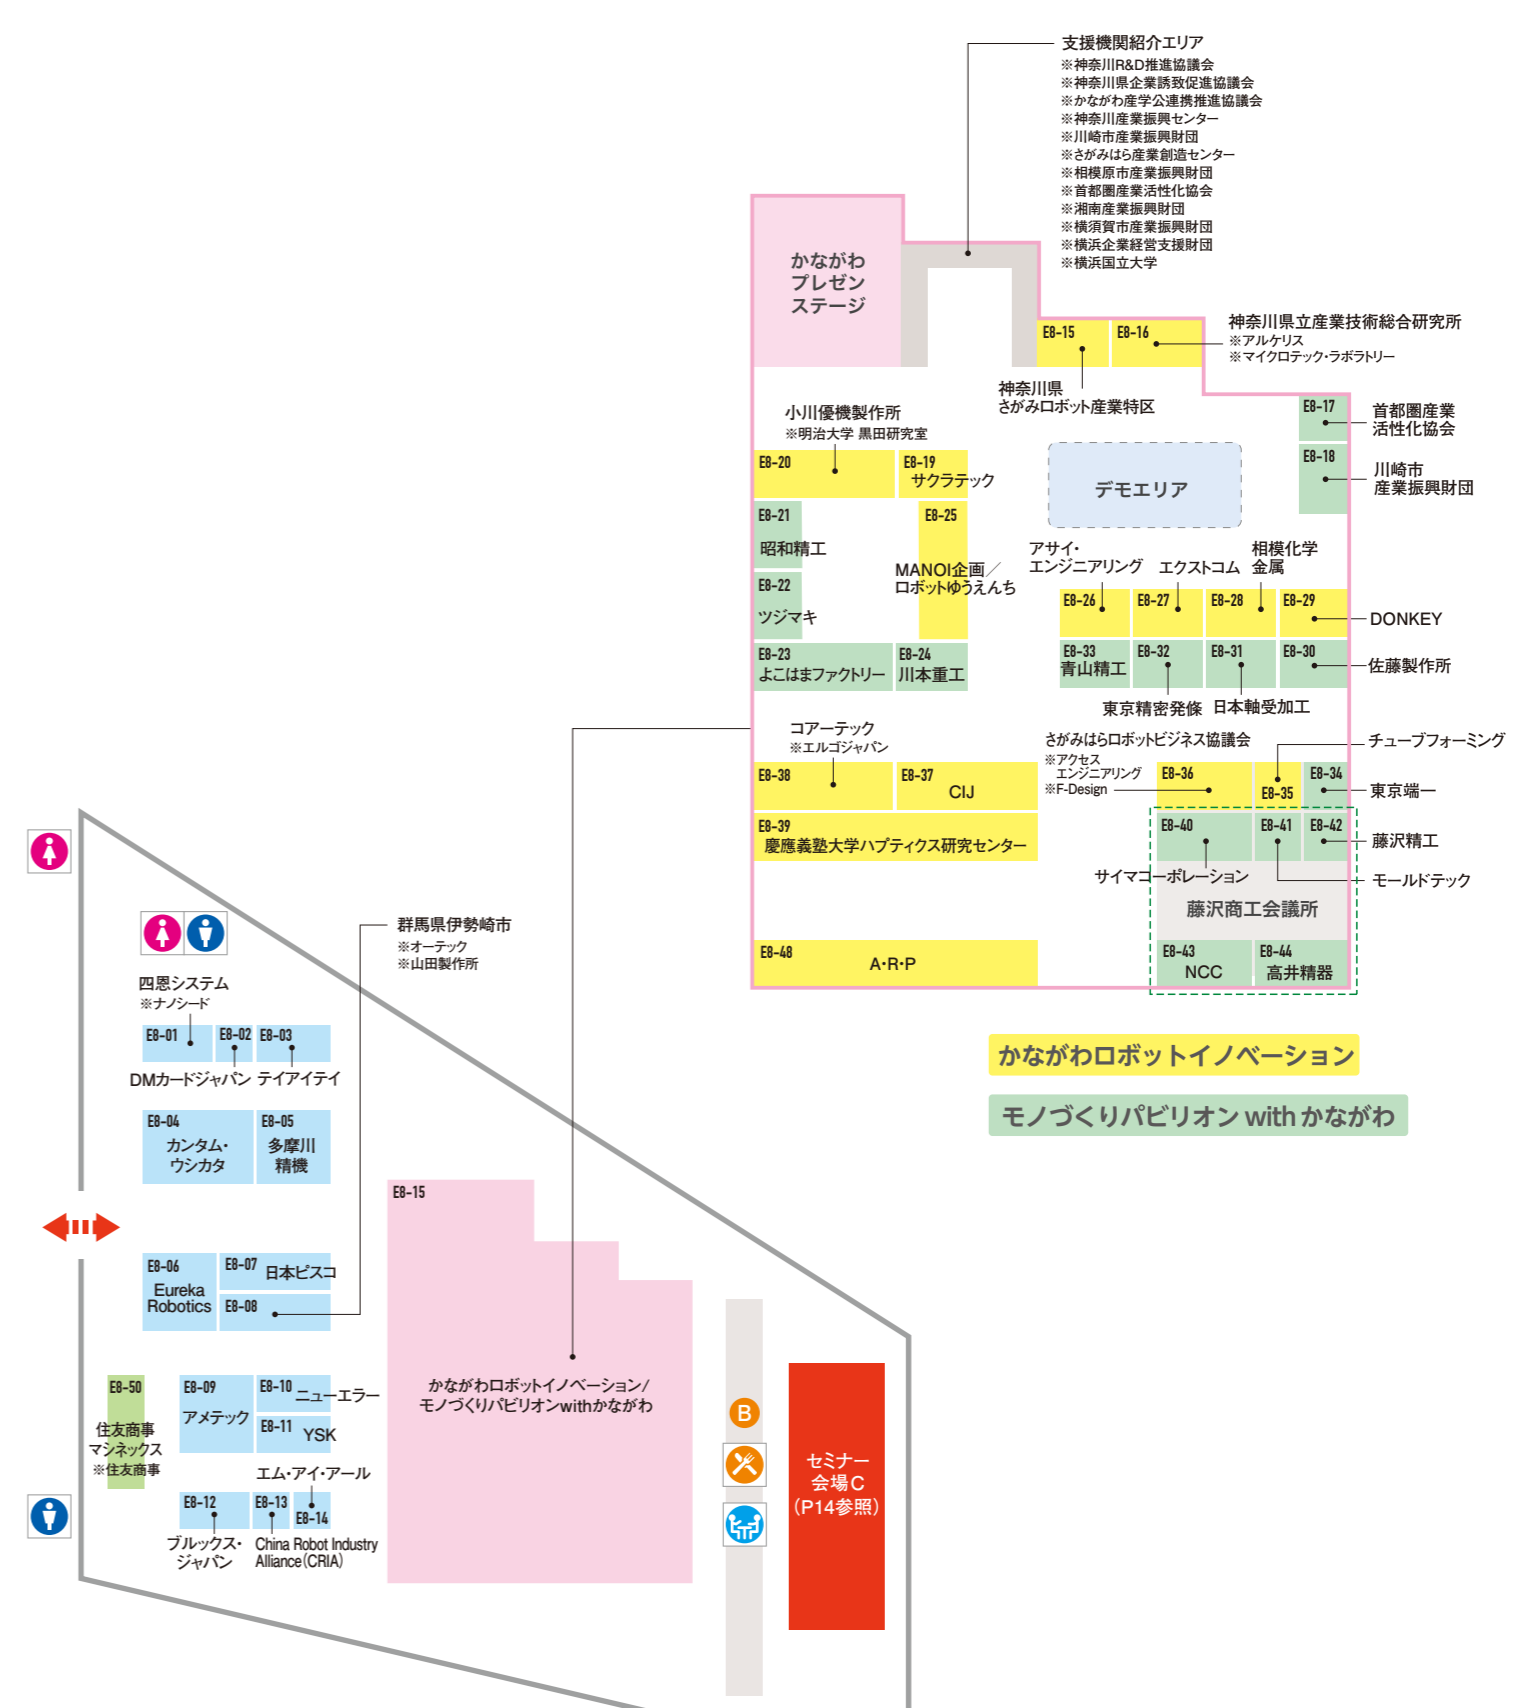 支援機関紹介エリア
※神奈川R&D推進協議会
※神奈川県企業誘致促進協議会
※かながわ産学公連携推進協議会
※神奈川産業振興センター
※川崎市産業振興財団
※さがみはら産業創造センター
※相模原市産業振興財団
※首都圏産業活性化協会
※湘南産業振興財団
※横須賀市産業振興財団
※横浜企業経営支援財団
※横浜国立大学
かながわ
プレゼン
ステージ
E8-15
神奈川県
さがみロボット産業特区
E8-16
神奈川県立産業技術総合研究所
※アルケリス
※マイクロテック・ラボラトリー
E8-17
首都圏産業
活性化協会
E8-18
川崎市
産業振興財団
小川優機製作所
※明治大学 黒田研究室
E8-20
E8-19
サクラテック
デモエリア
E8-21
昭和精工
E8-25
MANOI企画／
ロボットゆうえんち
E8-22
ツジマキ
E8-23
よこはまファクトリー
E8-24
川本重工
アサイ・
エンジニアリング
エクストコム
相模化学
金属
E8-26
E8-27
E8-28
E8-29
DONKEY
E8-33
青山精工
E8-32
E8-31
E8-30
佐藤製作所
東京精密発條
日本軸受加工
コアーテック
※エルゴジャパン
E8-38
E8-37
CIJ
E8-39
慶應義塾大学ハプティクス研究センター
さがみはらロボットビジネス協議会
※アクセス
エンジニアリング
※F-Design
チューブフォーミング
E8-36
E8-35
E8-34
東京端一
E8-40
E8-41
E8-42
藤沢精工
サイマコーポレーション
モールドテック
藤沢商工会議所
E8-48
A・R・P
E8-43
NCC
E8-44
高井精器
かながわロボットイノベーション
モノづくりパビリオン with かながわ
群馬県伊勢崎市
※オーテック
※山田製作所
四恩システム
※ナノシード
E8-01
E8-02
E8-03
DMカードジャパン
テイアイテイ
E8-04
カンタム・
ウシカタ
E8-05
多摩川
精機
E8-15
E8-06
Eureka
Robotics
E8-07
日本ピスコ
E8-08
かながわロボットイノベーション/
モノづくりパビリオンwithかながわ
E8-50
住友商事
マシネックス
※住友商事
E8-09
アメテック
E8-10
ニューエラー
E8-11
YSK
エム・アイ・アール
E8-12
E8-13
E8-14
ブルックス・
ジャパン
China Robot Industry
Alliance（CRIA）
B
セミナー
会場C
（P14参照）